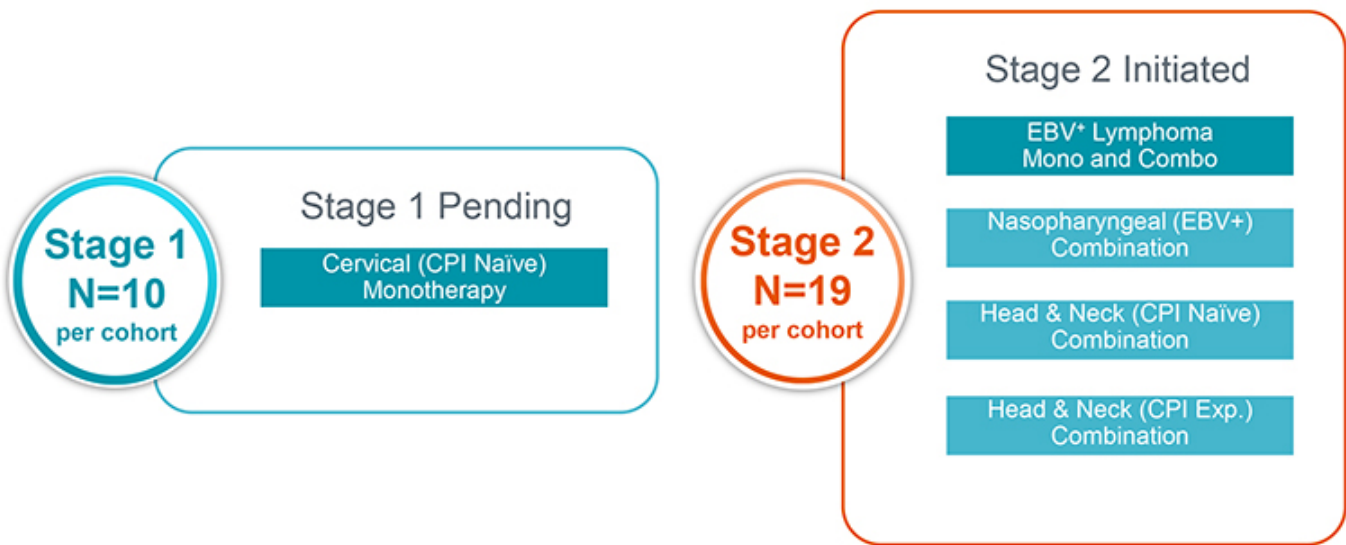 Stage 1
N=10
per cohort
Stage 1 Pending
Cervical (CPI Naïve)
Monotherapy
Stage 2
N=19
per cohort
Stage 2 Initiated
EBV⁺ Lymphoma
Mono and Combo
Nasopharyngeal (EBV+)
Combination
Head & Neck (CPI Naïve)
Combination
Head & Neck (CPI Exp.)
Combination